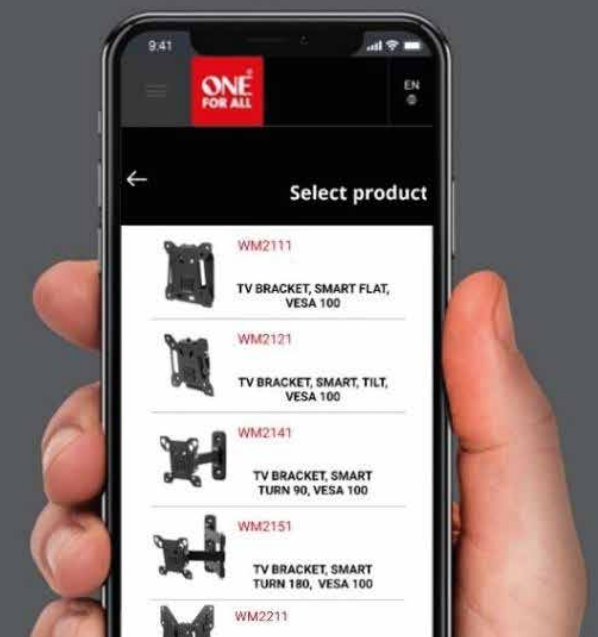 9:41
ONE
FOR ALL
EN
Select product
WM2111
TV BRACKET, SMART FLAT,
VESA 100
WM2121
TV BRACKET, SMART, TILT,
VESA 100
WM2141
TV BRACKET, SMART
TURN 90, VESA 100
WM2151
TV BRACKET, SMART
TURN 180, VESA 100
WM2211